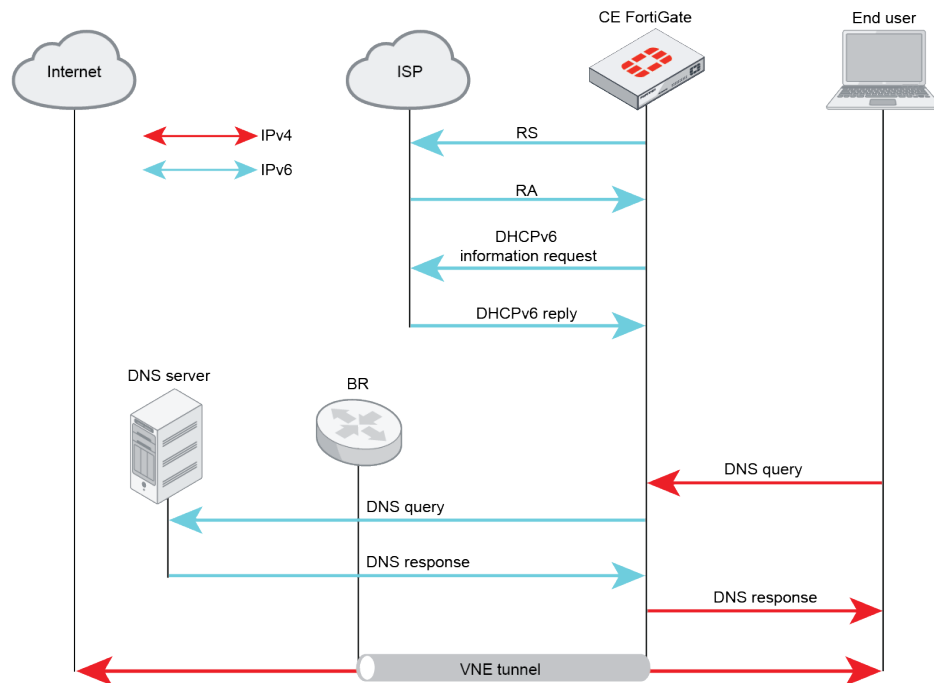 CE FortiGate
End user
Internet
ISP
IPv4
IPv6
RS
RA
DHCPv6
information request
DHCPv6 reply
DNS server
BR
DNS query
DNS query
DNS response
DNS response
VNE tunnel